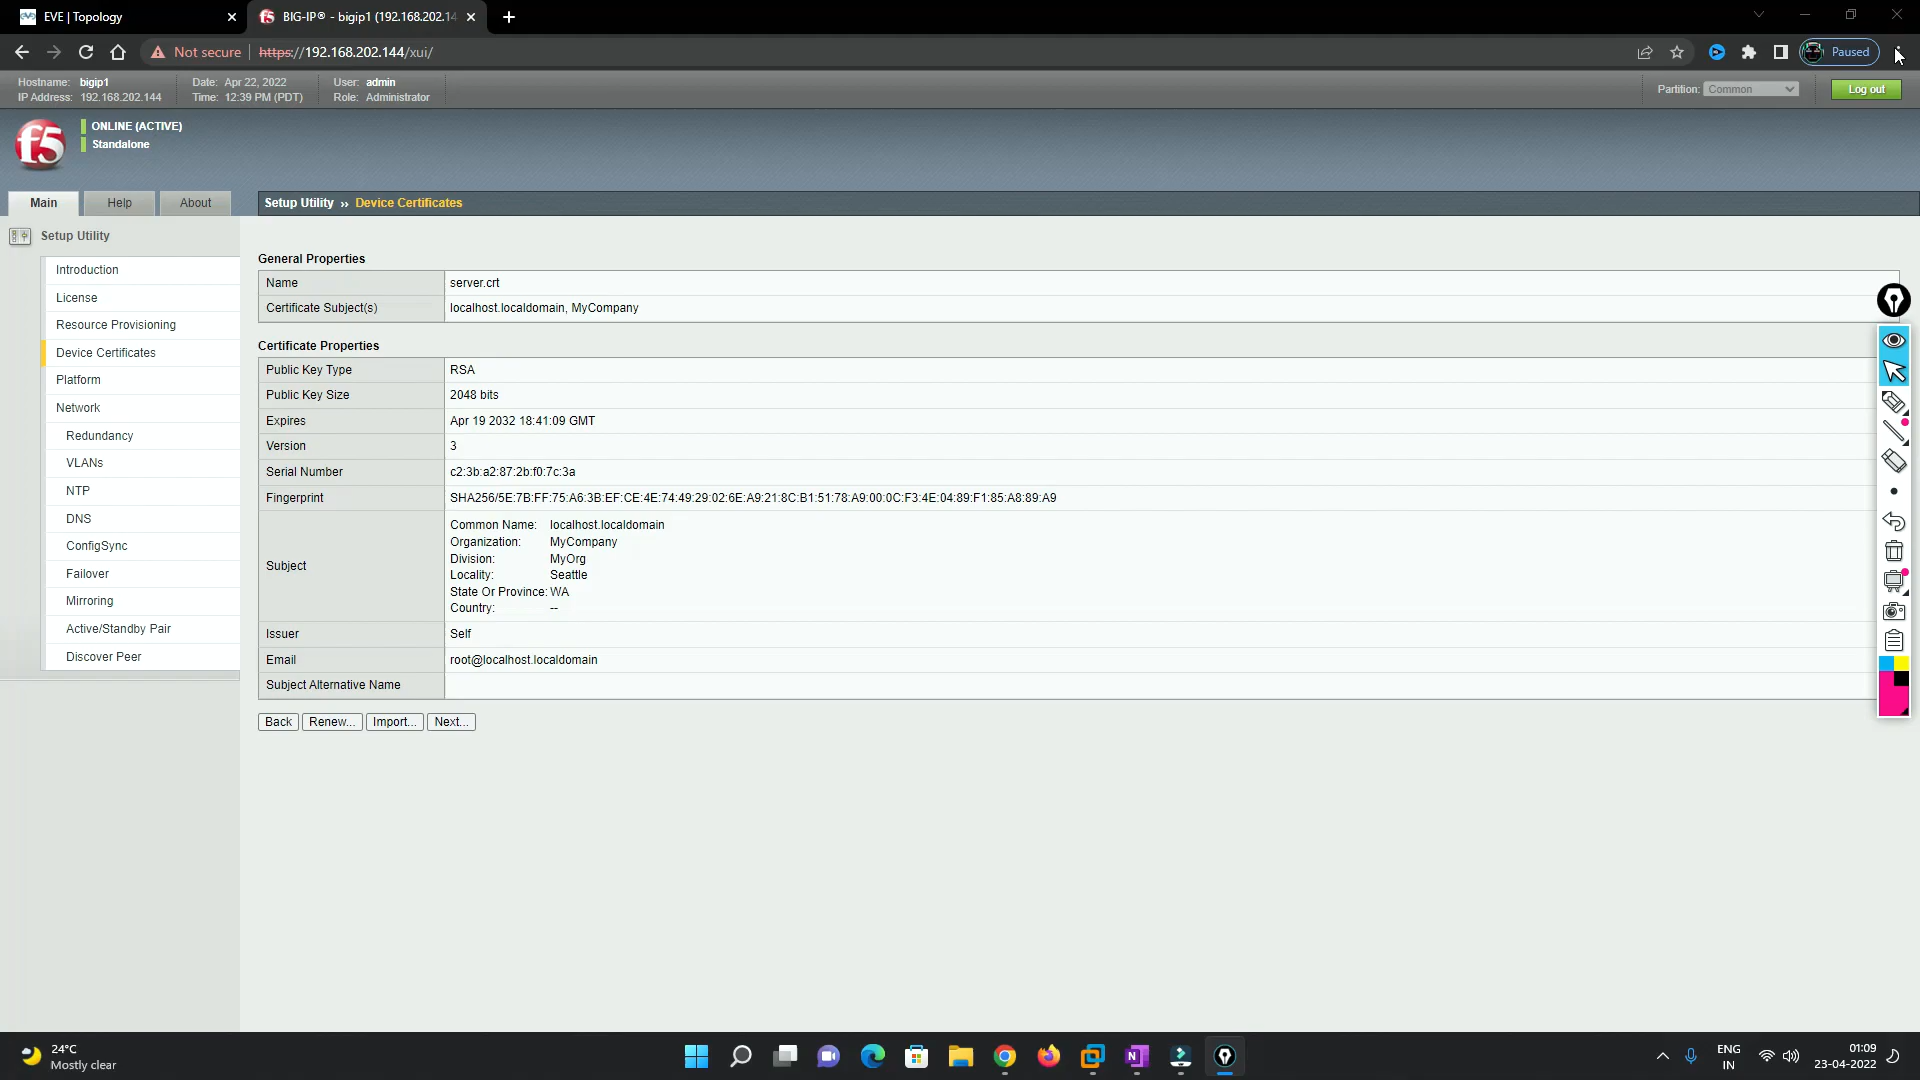 EVE | Topology
BIG-IP® - bigip1 (192.168.202.14
Not secure
https://192.168.202.144/xui/
Paused
Hostname: bigip1
IP Address: 192.168.202.144
Date: Apr 22, 2022
Time: 12:39 PM (PDT)
User: admin
Role: Administrator
Partition: Common
Log out
f5
ONLINE (ACTIVE)
Standalone
Main
Help
About
Setup Utility ›› Device Certificates
Setup Utility
Introduction
License
Resource Provisioning
Device Certificates
Platform
Network
Redundancy
VLANs
NTP
DNS
ConfigSync
Failover
Mirroring
Active/Standby Pair
Discover Peer
General Properties
Name server.crt
Certificate Subject(s) localhost.localdomain, MyCompany
Certificate Properties
Public Key Type RSA
Public Key Size 2048 bits
Expires Apr 19 2032 18:41:09 GMT
Version 3
Serial Number c2:3b:a2:87:2b:f0:7c:3a
Fingerprint SHA256/5E:7B:FF:75:A6:3B:EF:CE:4E:74:49:29:02:6E:A9:21:8C:B1:51:78:A9:00:0C:F3:4E:04:89:F1:85:A8:89:A9
Subject
Common Name: localhost.localdomain
Organization: MyCompany
Division: MyOrg
Locality: Seattle
State Or Province: WA
Country: --
Issuer Self
Email root@localhost.localdomain
Subject Alternative Name
Back
Renew...
Import...
Next...
24°C
Mostly clear
N
ENG
IN
01:09
23-04-2022